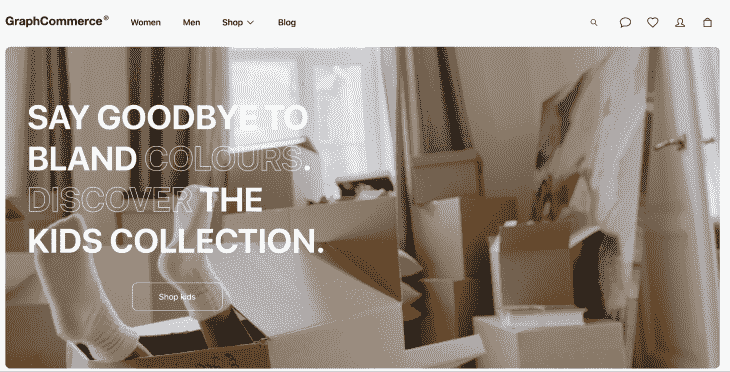 GraphCommerce®
Women
Men
Shop
Blog
SAY GOODBYE TO
BLAND COLOURS.
DISCOVER THE
KIDS COLLECTION.
Shop kids